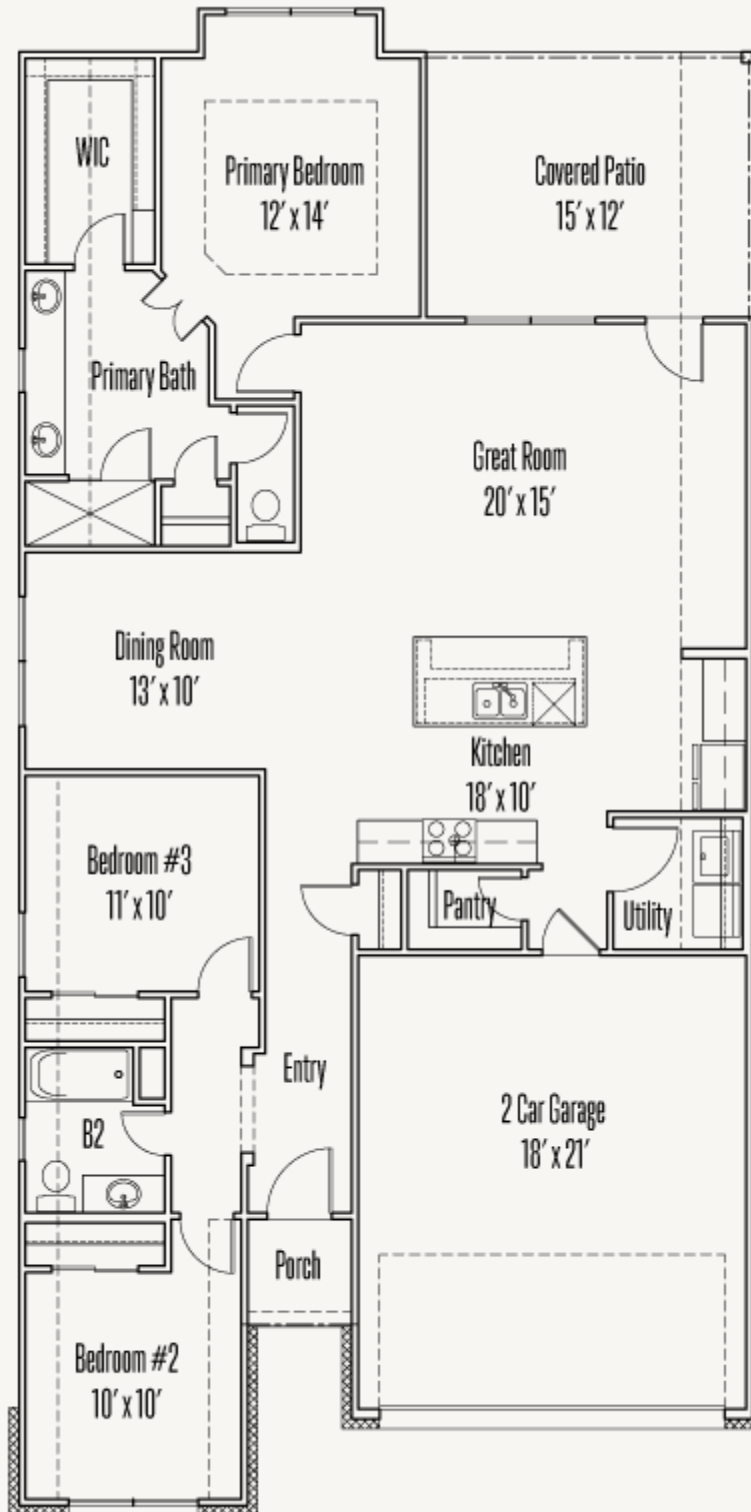 WIC
Primary Bedroom
12′ x 14′
Covered Patio
15′ x 12′
Primary Bath
Great Room
20′ x 15′
Dining Room
13′ x 10′
Kitchen
18′ x 10′
Bedroom #3
11′ x 10′
Pantry
Utility
Entry
B2
2 Car Garage
18′ x 21′
Porch
Bedroom #2
10′ x 10′